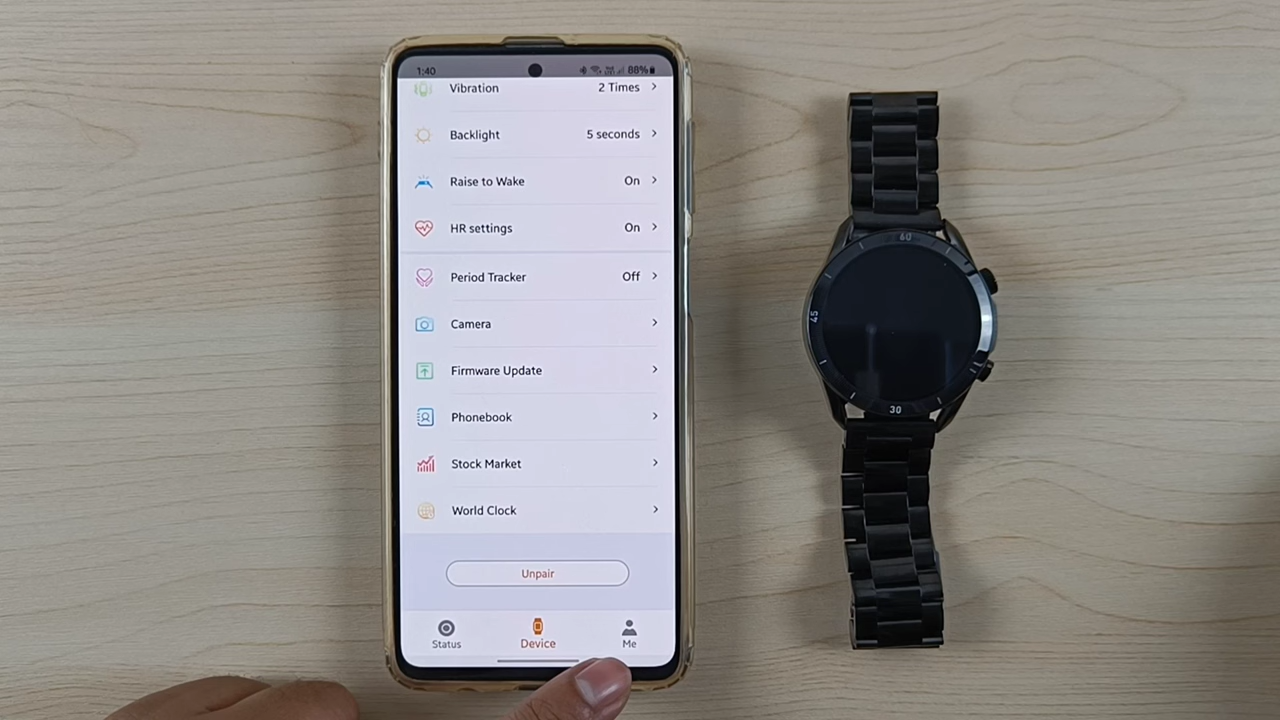 1:40 88%
Vibration 2 Times
Backlight 5 seconds
Raise to Wake On
HR settings On
Period Tracker Off
Camera
Firmware Update
Phonebook
Stock Market
World Clock
Unpair
Status Device Me
60
45
30